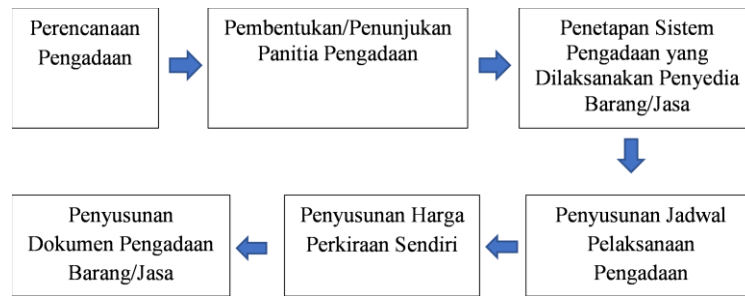 Perencanaan
Pengadaan
Pembentukan/Penunjukan
Panitia Pengadaan
Penetapan Sistem
Pengadaan yang
Dilaksanakan Penyedia
Barang/Jasa
Penyusunan Jadwal
Pelaksanaan
Pengadaan
Penyusunan Harga
Perkiraan Sendiri
Penyusunan
Dokumen Pengadaan
Barang/Jasa